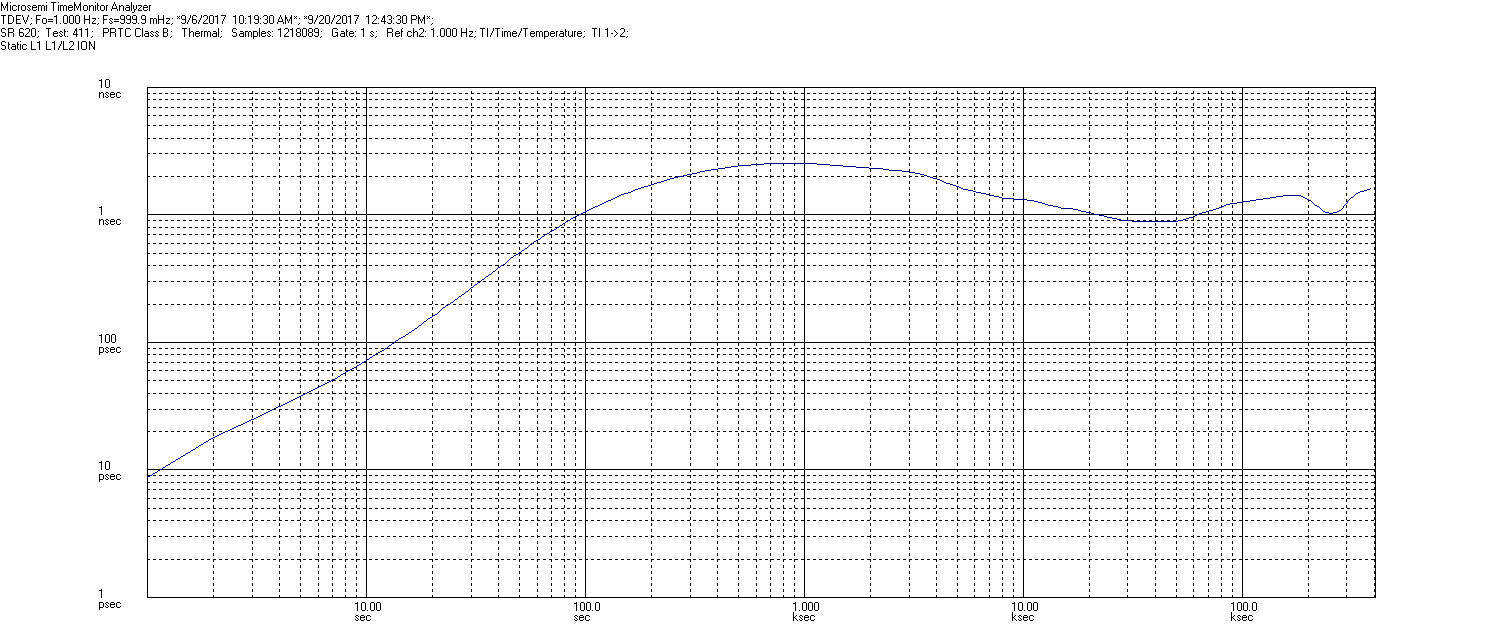 Microsemi TimeMonitor Analyzer
TDEV; Fo=1.000 Hz; Fs=999.9 mHz; *9/6/2017 10:19:30 AM*; *9/20/2017 12:43:30 PM*;
SR 620; Test: 411; PRTC Class B; Thermal; Samples: 1218089; Gate: 1 s; Ref ch2: 1.000 Hz; TI/Time/Temperature; TI 1->2;
Static L1 L1/L2 ION
10
nsec
1
nsec
100
psec
10
psec
1
psec
10.00
sec
100.0
sec
1.000
ksec
10.00
ksec
100.0
ksec